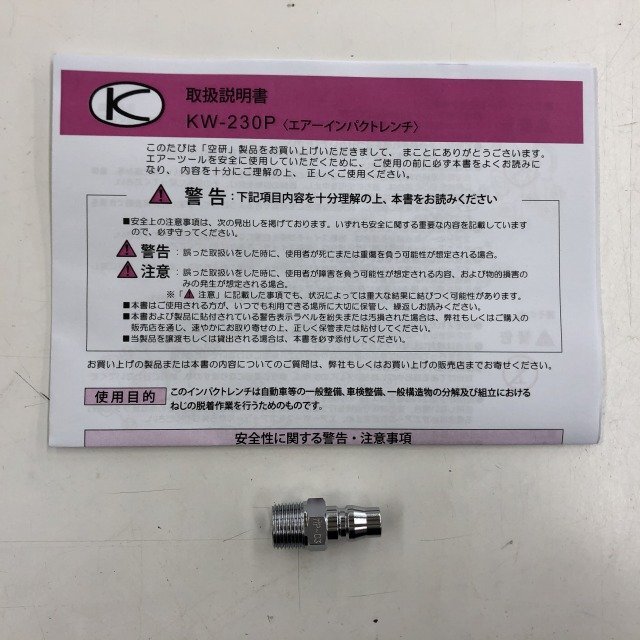 K
取扱説明書
KW-230P〈エアーインパクトレンチ〉
このたびは「空研」製品をお買い上げいただきまして、まことにありがとうございます。
エアーツールを安全に使用していただくために、ご使用の前に必ず本書をよくお読みに
なり、内容を十分にご理解の上、正しくご使用ください。
警告:下記項目内容を十分理解の上、本書をお読みください
■安全上の注意事項は、次の見出しを掲げております。いずれも安全に関する重要な内容を記載しています
ので、必ず守ってください。
警告:誤った取扱いをした時に、使用者が死亡または重傷を負う可能性が想定される場合。
注意:誤った取扱いをした時に、使用者が障害を負う可能性が想定される内容、および物的損害の
みの発生が想定される場合。
※「注意」に記載した事項でも、状況によっては重大な結果に結びつく可能性があります。
■本書はご使用される方が、いつでも利用できる場所に大切に保管し、繰返しお読みください。
■本書および製品に貼付されている警告表示ラベルを紛失または汚損された場合は、弊社もしくはご購入の
販売店を通し、速やかにお取り寄せの上、正しく保管または貼付してください。
■当製品を譲渡もしくは貸出される場合は、本書を必ず添付してください。
お買い上げの製品または本書の内容についてのご質問は、弊社もしくはお買い上げの販売店までお寄せください。
使用目的
このインパクトレンチは自動車等の一般整備、車検整備、一般構造物の分解及び組立における
ねじの脱着作業を行うためのものです。
安全性に関する警告・注意事項